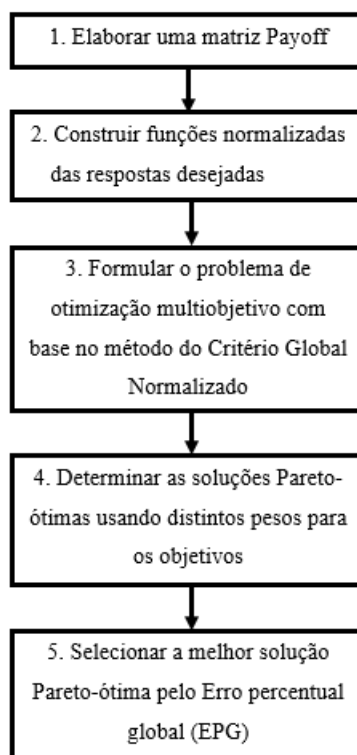 1. Elaborar uma matriz Payoff
2. Construir funções normalizadas
das respostas desejadas
3. Formular o problema de
otimização multiobjetivo com
base no método do Critério Global
Normalizado
4. Determinar as soluções Pareto-
ótimas usando distintos pesos para
os objetivos
5. Selecionar a melhor solução
Pareto-ótima pelo Erro percentual
global (EPG)